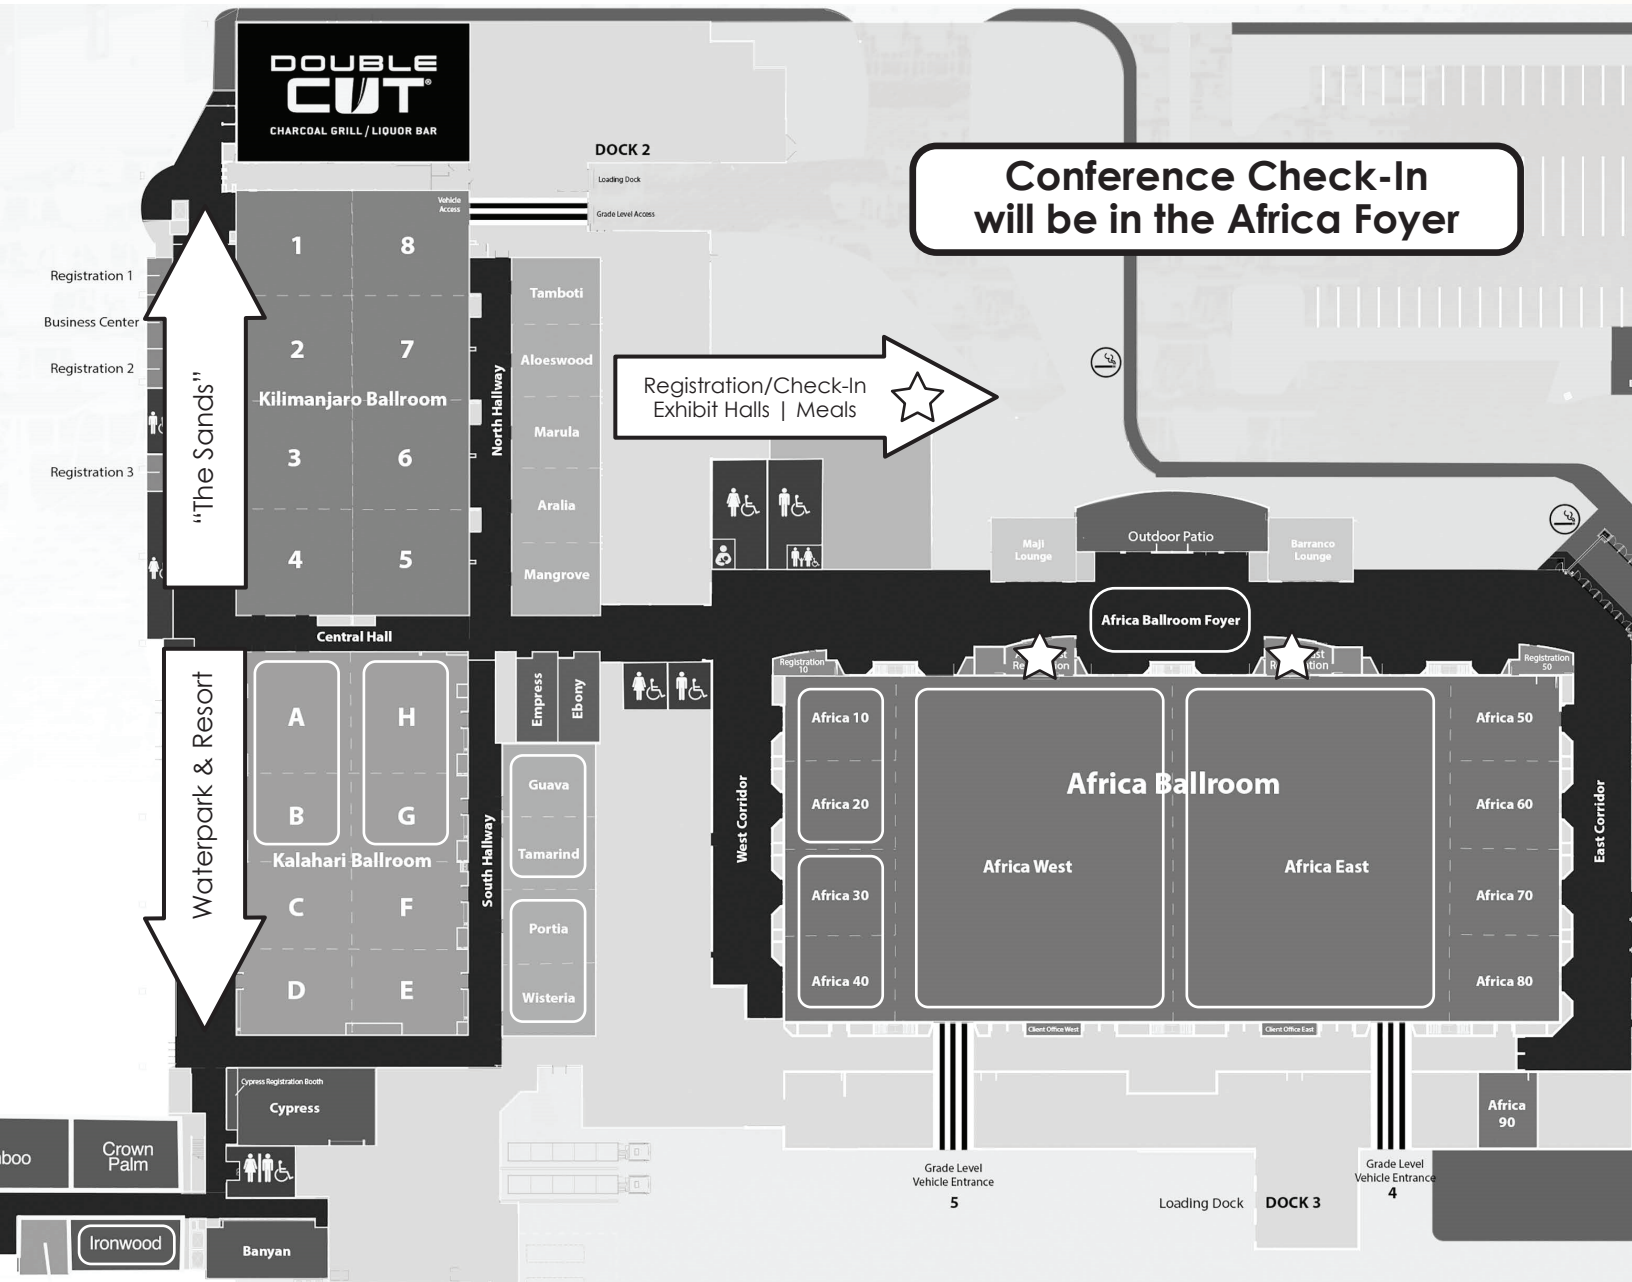 DOUBLE
CUT®
CHARCOAL GRILL / LIQUOR BAR
DOCK 2
Loading Dock
Grade Level Access
Vehicle
Access
Conference Check-In
will be in the Africa Foyer
1
8
Registration 1
Business Center
Registration 2
Registration 3
"The Sands"
2
7
Kilimanjaro Ballroom
3
6
4
5
North Hallway
Tamboti
Aloeswood
Marula
Aralia
Mangrove
Registration/Check-In
Exhibit Halls | Meals
Maji
Lounge
Outdoor Patio
Barranco
Lounge
Africa Ballroom Foyer
Central Hall
Waterpark & Resort
A
H
B
G
Kalahari Ballroom
C
F
D
E
South Hallway
Empress
Ebony
Guava
Tamarind
Portia
Wisteria
West Corridor
Registration
10
Registration
50
Africa 10
Africa 20
Africa 30
Africa 40
Africa Ballroom
Africa West
Africa East
Africa 50
Africa 60
Africa 70
Africa 80
East Corridor
Client Office West
Client Office East
Cypress Registration Booth
Cypress
Crown
Palm
Ironwood
Banyan
Grade Level
Vehicle Entrance
5
Loading Dock
DOCK 3
Grade Level
Vehicle Entrance
4
Africa
90